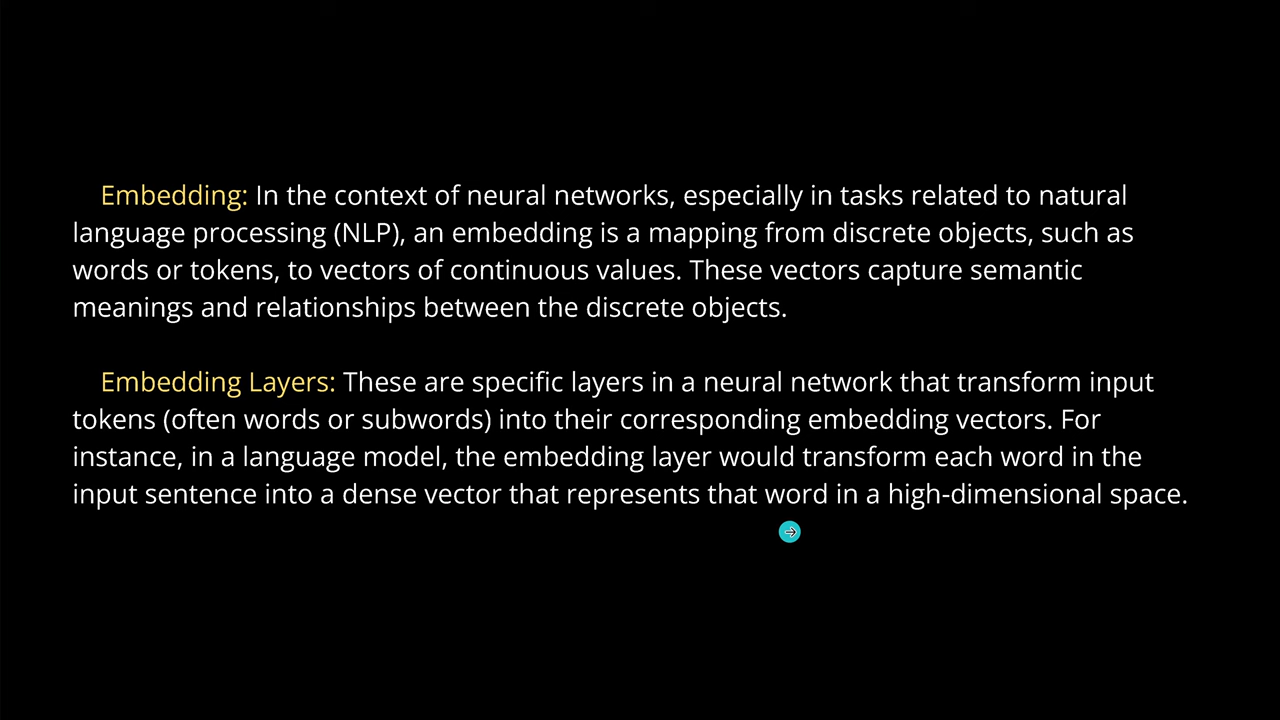 Embedding: In the context of neural networks, especially in tasks related to natural
language processing (NLP), an embedding is a mapping from discrete objects, such as
words or tokens, to vectors of continuous values. These vectors capture semantic
meanings and relationships between the discrete objects.
Embedding Layers: These are specific layers in a neural network that transform input
tokens (often words or subwords) into their corresponding embedding vectors. For
instance, in a language model, the embedding layer would transform each word in the
input sentence into a dense vector that represents that word in a high-dimensional space.